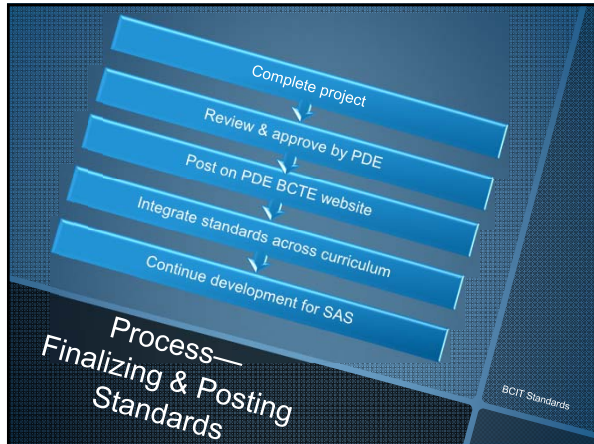 Complete project
Review & approve by PDE
Post on PDE BCTE website
Integrate standards across curriculum
Continue development for SAS
Process—
Finalizing & Posting
Standards
BCIT Standards